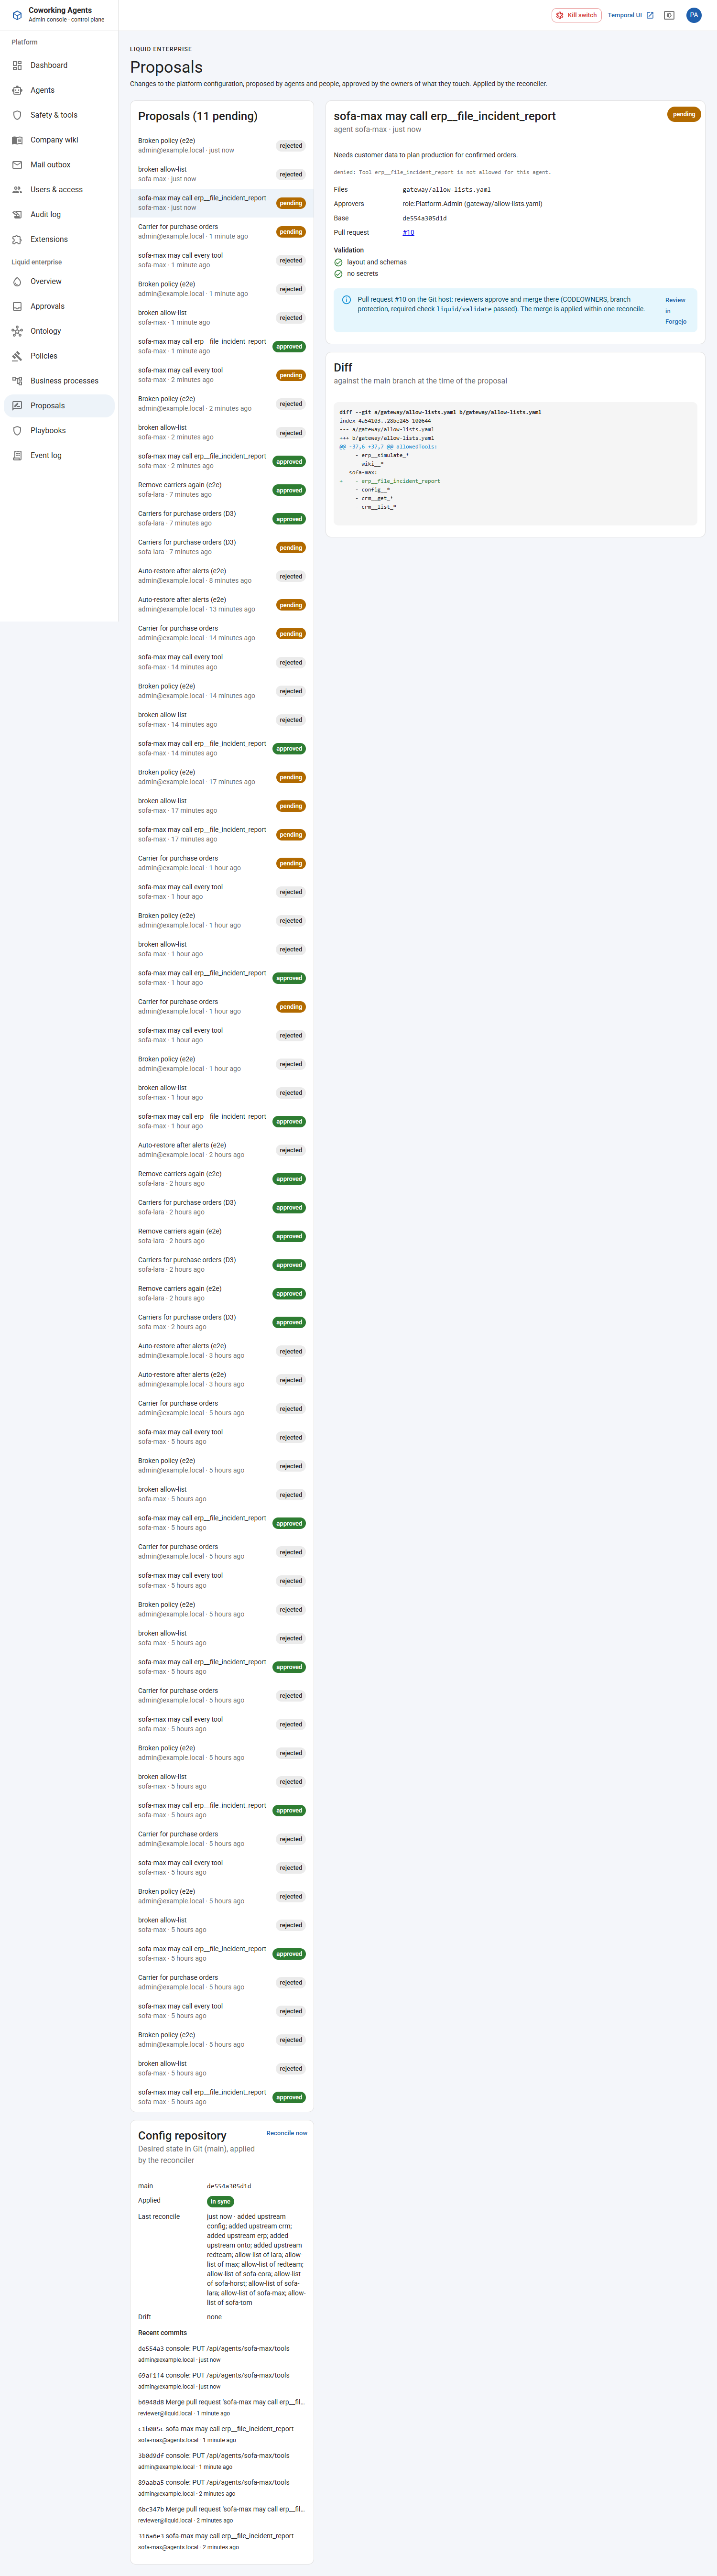 Coworking Agents
Admin console · control plane
Kill switch
Temporal UI
PA
Platform
Dashboard
Agents
Safety & tools
Company wiki
Mail outbox
Users & access
Audit log
Extensions
Liquid enterprise
Overview
Approvals
Ontology
Policies
Business processes
Proposals
Playbooks
Event log
LIQUID ENTERPRISE
Proposals
Changes to the platform configuration, proposed by agents and people, approved by the owners of what they touch. Applied by the reconciler.
Proposals (11 pending)
Broken policy (e2e)
admin@example.local · just now
rejected
broken allow-list
sofa-max · just now
rejected
sofa-max may call erp__file_incident_report
sofa-max · just now
pending
Carrier for purchase orders
admin@example.local · 1 minute ago
pending
sofa-max may call every tool
sofa-max · 1 minute ago
rejected
Broken policy (e2e)
admin@example.local · 1 minute ago
rejected
broken allow-list
sofa-max · 1 minute ago
rejected
sofa-max may call erp__file_incident_report
sofa-max · 1 minute ago
approved
sofa-max may call every tool
sofa-max · 2 minutes ago
pending
Broken policy (e2e)
admin@example.local · 2 minutes ago
rejected
broken allow-list
sofa-max · 2 minutes ago
rejected
sofa-max may call erp__file_incident_report
sofa-max · 2 minutes ago
approved
Remove carriers again (e2e)
sofa-lara · 7 minutes ago
approved
Carriers for purchase orders (D3)
sofa-lara · 7 minutes ago
approved
Carriers for purchase orders (D3)
sofa-lara · 7 minutes ago
pending
Auto-restore after alerts (e2e)
admin@example.local · 8 minutes ago
rejected
Auto-restore after alerts (e2e)
admin@example.local · 13 minutes ago
pending
Carrier for purchase orders
admin@example.local · 14 minutes ago
pending
sofa-max may call every tool
sofa-max · 14 minutes ago
rejected
Broken policy (e2e)
admin@example.local · 14 minutes ago
rejected
broken allow-list
sofa-max · 14 minutes ago
rejected
sofa-max may call erp__file_incident_report
sofa-max · 14 minutes ago
approved
Broken policy (e2e)
admin@example.local · 17 minutes ago
pending
broken allow-list
sofa-max · 17 minutes ago
pending
sofa-max may call erp__file_incident_report
sofa-max · 17 minutes ago
pending
Carrier for purchase orders
admin@example.local · 1 hour ago
pending
sofa-max may call every tool
sofa-max · 1 hour ago
rejected
Broken policy (e2e)
admin@example.local · 1 hour ago
rejected
broken allow-list
sofa-max · 1 hour ago
rejected
sofa-max may call erp__file_incident_report
sofa-max · 1 hour ago
approved
Carrier for purchase orders
admin@example.local · 1 hour ago
pending
sofa-max may call every tool
sofa-max · 1 hour ago
rejected
Broken policy (e2e)
admin@example.local · 1 hour ago
rejected
broken allow-list
sofa-max · 1 hour ago
rejected
sofa-max may call erp__file_incident_report
sofa-max · 1 hour ago
approved
Auto-restore after alerts (e2e)
admin@example.local · 2 hours ago
rejected
Remove carriers again (e2e)
sofa-lara · 2 hours ago
approved
Carriers for purchase orders (D3)
sofa-lara · 2 hours ago
approved
Remove carriers again (e2e)
sofa-lara · 2 hours ago
approved
Carriers for purchase orders (D3)
sofa-lara · 2 hours ago
approved
Remove carriers again (e2e)
sofa-lara · 2 hours ago
approved
Carriers for purchase orders (D3)
sofa-max · 2 hours ago
approved
Auto-restore after alerts (e2e)
admin@example.local · 3 hours ago
rejected
Auto-restore after alerts (e2e)
admin@example.local · 3 hours ago
rejected
Carrier for purchase orders
admin@example.local · 5 hours ago
rejected
sofa-max may call every tool
sofa-max · 5 hours ago
rejected
Broken policy (e2e)
admin@example.local · 5 hours ago
rejected
broken allow-list
sofa-max · 5 hours ago
rejected
sofa-max may call erp__file_incident_report
sofa-max · 5 hours ago
approved
Carrier for purchase orders
admin@example.local · 5 hours ago
rejected
sofa-max may call every tool
sofa-max · 5 hours ago
rejected
Broken policy (e2e)
admin@example.local · 5 hours ago
rejected
broken allow-list
sofa-max · 5 hours ago
rejected
sofa-max may call erp__file_incident_report
sofa-max · 5 hours ago
approved
Carrier for purchase orders
admin@example.local · 5 hours ago
rejected
sofa-max may call every tool
sofa-max · 5 hours ago
rejected
Broken policy (e2e)
admin@example.local · 5 hours ago
rejected
broken allow-list
sofa-max · 5 hours ago
rejected
sofa-max may call erp__file_incident_report
sofa-max · 5 hours ago
approved
Carrier for purchase orders
admin@example.local · 5 hours ago
rejected
sofa-max may call every tool
sofa-max · 5 hours ago
rejected
Broken policy (e2e)
admin@example.local · 5 hours ago
rejected
broken allow-list
sofa-max · 5 hours ago
rejected
sofa-max may call erp__file_incident_report
sofa-max · 5 hours ago
approved
Carrier for purchase orders
admin@example.local · 5 hours ago
rejected
sofa-max may call every tool
sofa-max · 5 hours ago
rejected
Broken policy (e2e)
admin@example.local · 5 hours ago
rejected
broken allow-list
sofa-max · 5 hours ago
rejected
sofa-max may call erp__file_incident_report
sofa-max · 5 hours ago
approved
Config repository
Reconcile now
Desired state in Git (main), applied
by the reconciler
main de554a305d1d
Applied in sync
Last reconcile just now · added upstream
config; added upstream crm;
added upstream erp; added
upstream onto; added upstream
redteam; allow-list of lara; allow-
list of max; allow-list of redteam;
allow-list of sofa-cora; allow-list
of sofa-horst; allow-list of sofa-
lara; allow-list of sofa-max; allow-
list of sofa-tom
Drift none
Recent commits
de554a3 console: PUT /api/agents/sofa-max/tools
admin@example.local · just now
69af1f4 console: PUT /api/agents/sofa-max/tools
admin@example.local · just now
b6948d8 Merge pull request 'sofa-max may call erp__fil...
reviewer@liquid.local · 1 minute ago
c1b085c sofa-max may call erp__file_incident_report
sofa-max@agents.local · 1 minute ago
3b0d9df console: PUT /api/agents/sofa-max/tools
admin@example.local · 1 minute ago
89aaba5 console: PUT /api/agents/sofa-max/tools
admin@example.local · 2 minutes ago
6bc347b Merge pull request 'sofa-max may call erp__fil...
reviewer@liquid.local · 2 minutes ago
316a6e3 sofa-max may call erp__file_incident_report
sofa-max@agents.local · 2 minutes ago
sofa-max may call erp__file_incident_report
pending
agent sofa-max · just now
Needs customer data to plan production for confirmed orders.
denied: Tool erp__file_incident_report is not allowed for this agent.
Files gateway/allow-lists.yaml
Approvers role:Platform.Admin (gateway/allow-lists.yaml)
Base de554a305d1d
Pull request #10
Validation
layout and schemas
no secrets
Pull request #10 on the Git host: reviewers approve and merge there (CODEOWNERS, branch
protection, required check liquid/validate passed). The merge is applied within one reconcile.
Review
in
Forgejo
Diff
against the main branch at the time of the proposal
diff --git a/gateway/allow-lists.yaml b/gateway/allow-lists.yaml
index 4a54103..28be245 100644
--- a/gateway/allow-lists.yaml
+++ b/gateway/allow-lists.yaml
@@ -37,6 +37,7 @@ allowedTools:
- erp__simulate_*
- wiki__*
sofa-max:
+ - erp__file_incident_report
- config__*
- crm__get_*
- crm__list_*